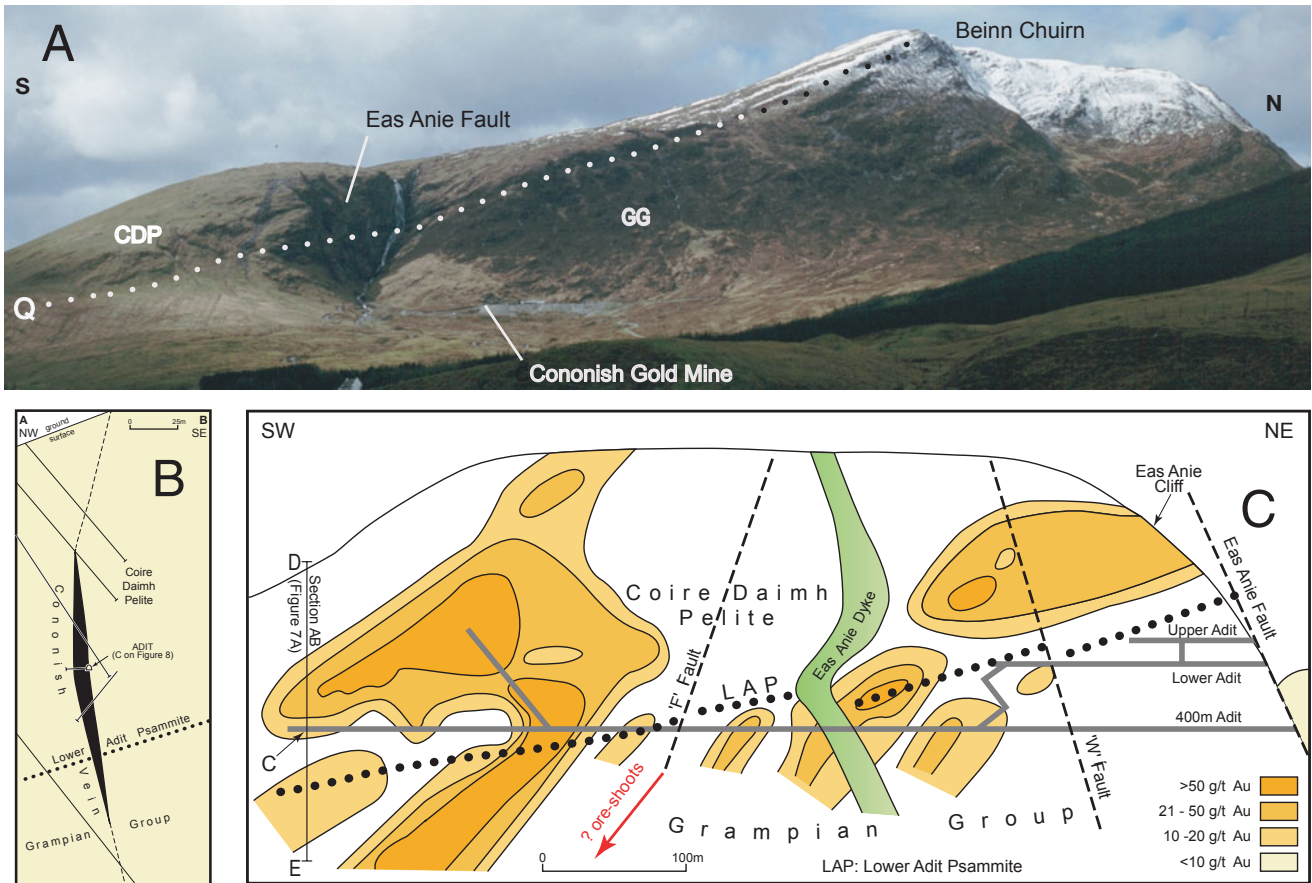 A
S
Beinn Chuirn
N
Eas Anie Fault
CDP
GG
Q
Cononish Gold Mine
A
NW
ground
surface
0 25m
B
SE
B
Coire
Daimh
Pelite
Cononish
ADIT
(C on Figure 8)
Lower Adit Psammite
Vein
Grampian Group
SW
NE
C
Eas Anie
Cliff
Eas Anie Fault
D
Section AB
(Figure 7A)
Coire Daimh
Pelite
'F' Fault
Eas Anie Dyke
LAP
Upper Adit
Lower Adit
400m Adit
C
'W' Fault
? ore-shoots
Grampian Group
E
0 100m
LAP: Lower Adit Psammite
>50 g/t Au
21 - 50 g/t Au
10 -20 g/t Au
<10 g/t Au